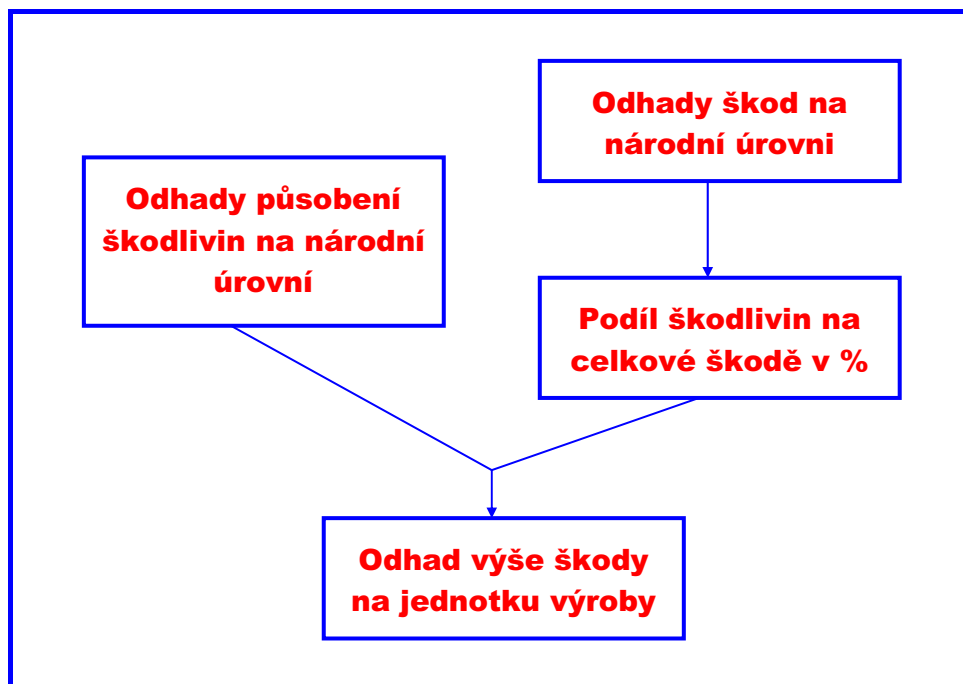 Odhady škod na
národní úrovni
Odhady působení
škodlivin na národní
úrovní
Podíl škodlivin na
celkové škodě v %
Odhad výše škody
na jednotku výroby